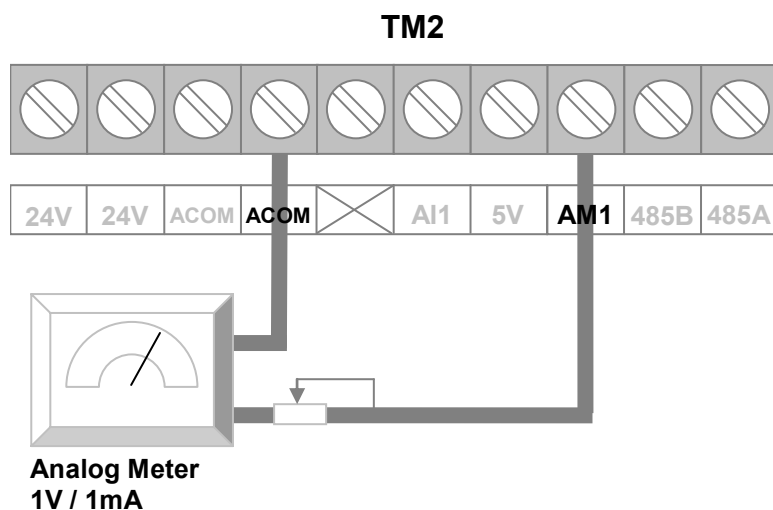 TM2
24V 24V ACOM ACOM AI1 5V AM1 485B 485A
Analog Meter
1V / 1mA